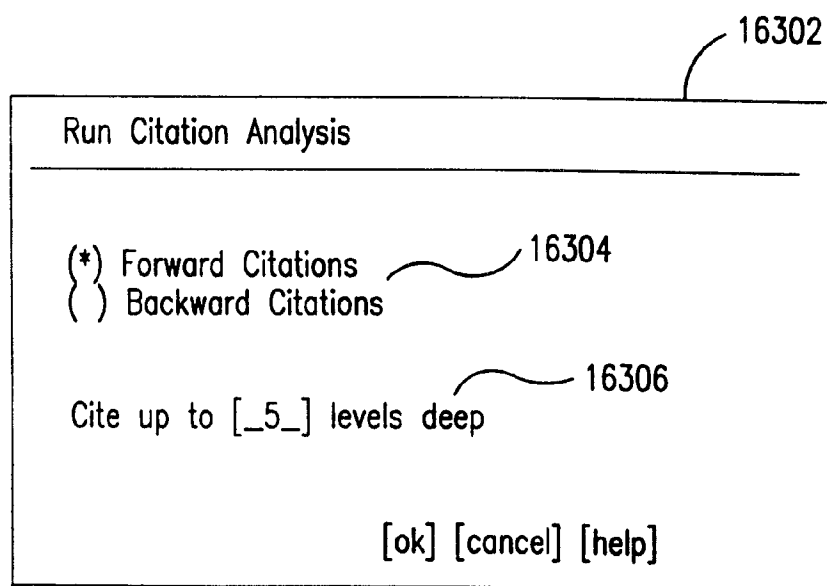 16302
Run Citation Analysis
(*) Forward Citations
16304
( ) Backward Citations
16306
Cite up to [_5_] levels deep
[ok] [cancel] [help]